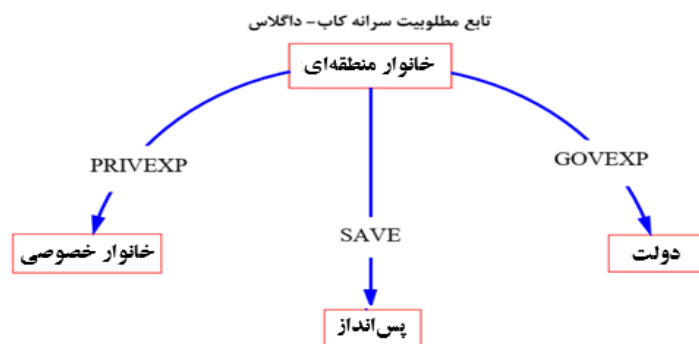 تابع مطلوبیت سرانه کاب- داگلاس
خانوار منطقه‌ای
PRIVEXP
GOVEXP
SAVE
خانوار خصوصی
دولت
پس‌انداز